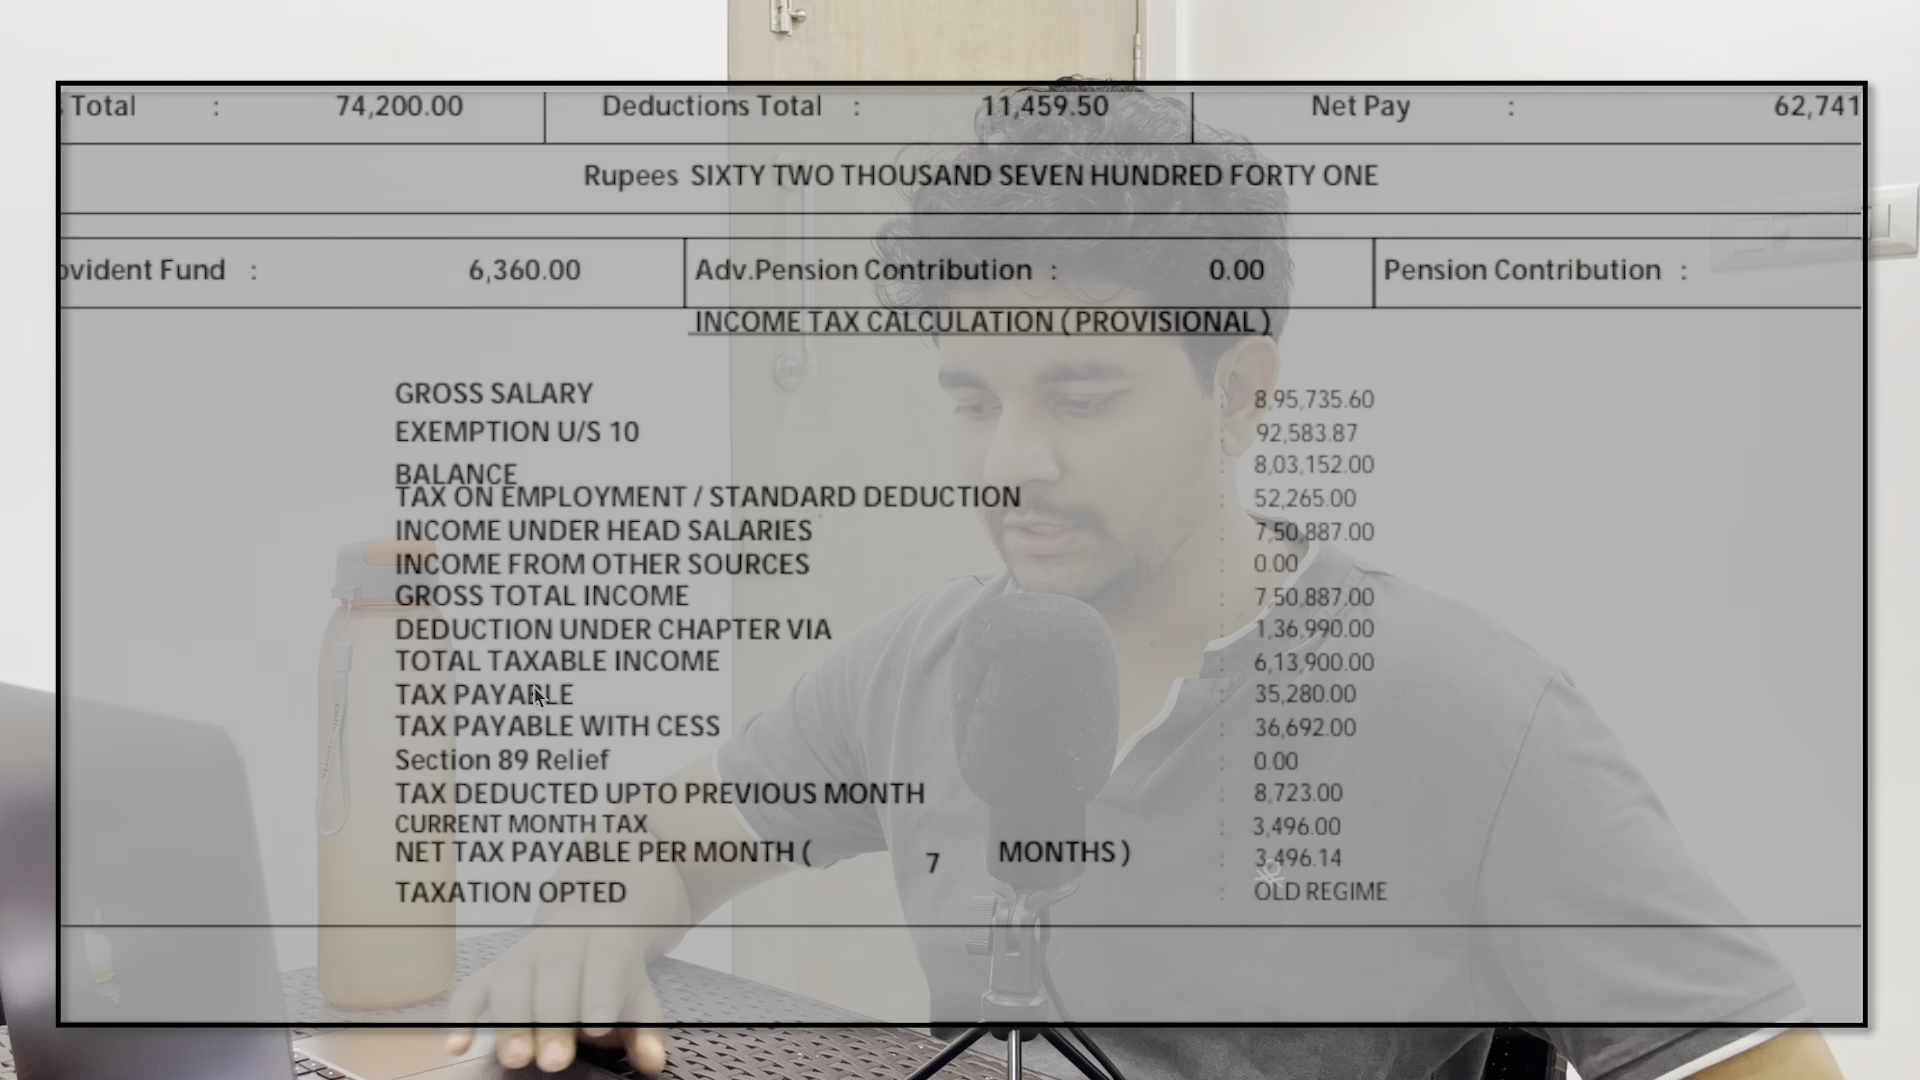 Total : 74,200.00 Deductions Total : 11,459.50 Net Pay : 62,741
Rupees SIXTY TWO THOUSAND SEVEN HUNDRED FORTY ONE
ovident Fund : 6,360.00 Adv.Pension Contribution : 0.00 Pension Contribution :
INCOME TAX CALCULATION ( PROVISIONAL )
GROSS SALARY : 8,95,735.60
EXEMPTION U/S 10 : 92,583.87
BALANCE : 8,03,152.00
TAX ON EMPLOYMENT / STANDARD DEDUCTION : 52,265.00
INCOME UNDER HEAD SALARIES : 7,50,887.00
INCOME FROM OTHER SOURCES : 0.00
GROSS TOTAL INCOME : 7,50,887.00
DEDUCTION UNDER CHAPTER VIA : 1,36,990.00
TOTAL TAXABLE INCOME : 6,13,900.00
TAX PAYABLE : 35,280.00
TAX PAYABLE WITH CESS : 36,692.00
Section 89 Relief : 0.00
TAX DEDUCTED UPTO PREVIOUS MONTH : 8,723.00
CURRENT MONTH TAX : 3,496.00
NET TAX PAYABLE PER MONTH ( 7 MONTHS ) : 3,496.14
TAXATION OPTED : OLD REGIME